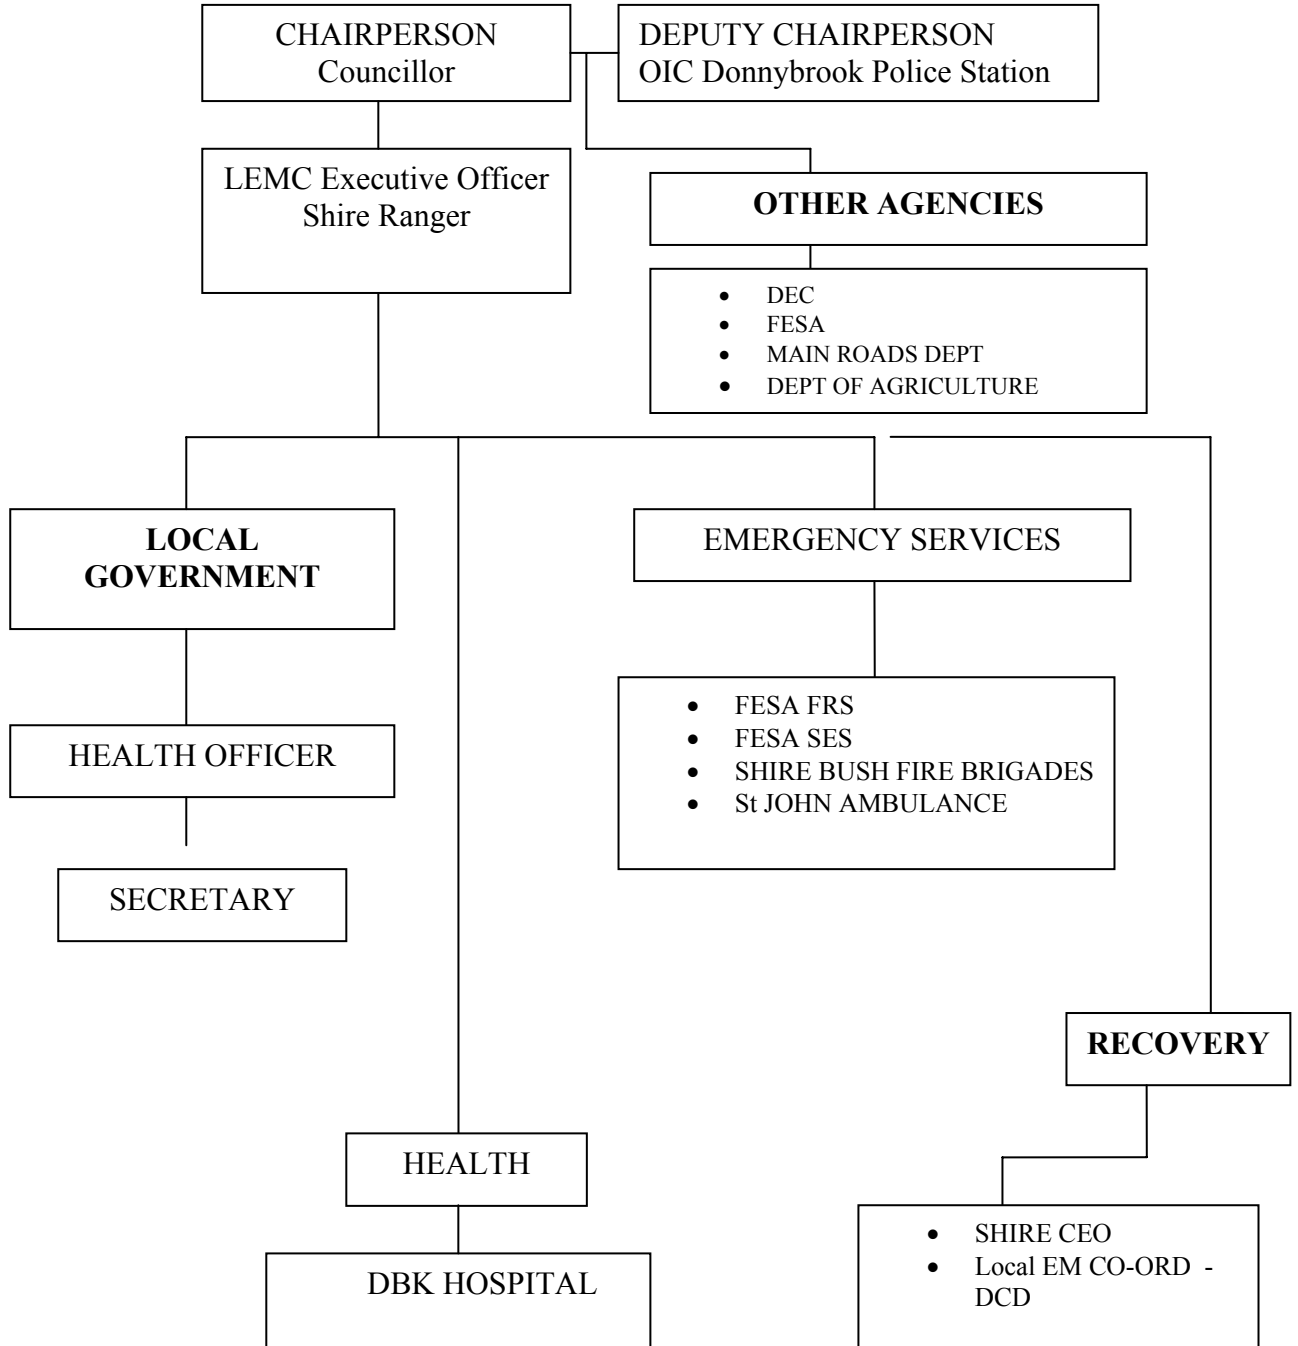 CHAIRPERSON
Councillor
DEPUTY CHAIRPERSON
OIC Donnybrook Police Station
LEMC Executive Officer
Shire Ranger
OTHER AGENCIES
• DEC
• FESA
• MAIN ROADS DEPT
• DEPT OF AGRICULTURE
LOCAL
GOVERNMENT
EMERGENCY SERVICES
HEALTH OFFICER
• FESA FRS
• FESA SES
• SHIRE BUSH FIRE BRIGADES
• St JOHN AMBULANCE
SECRETARY
RECOVERY
HEALTH
DBK HOSPITAL
• SHIRE CEO
• Local EM CO-ORD -
DCD